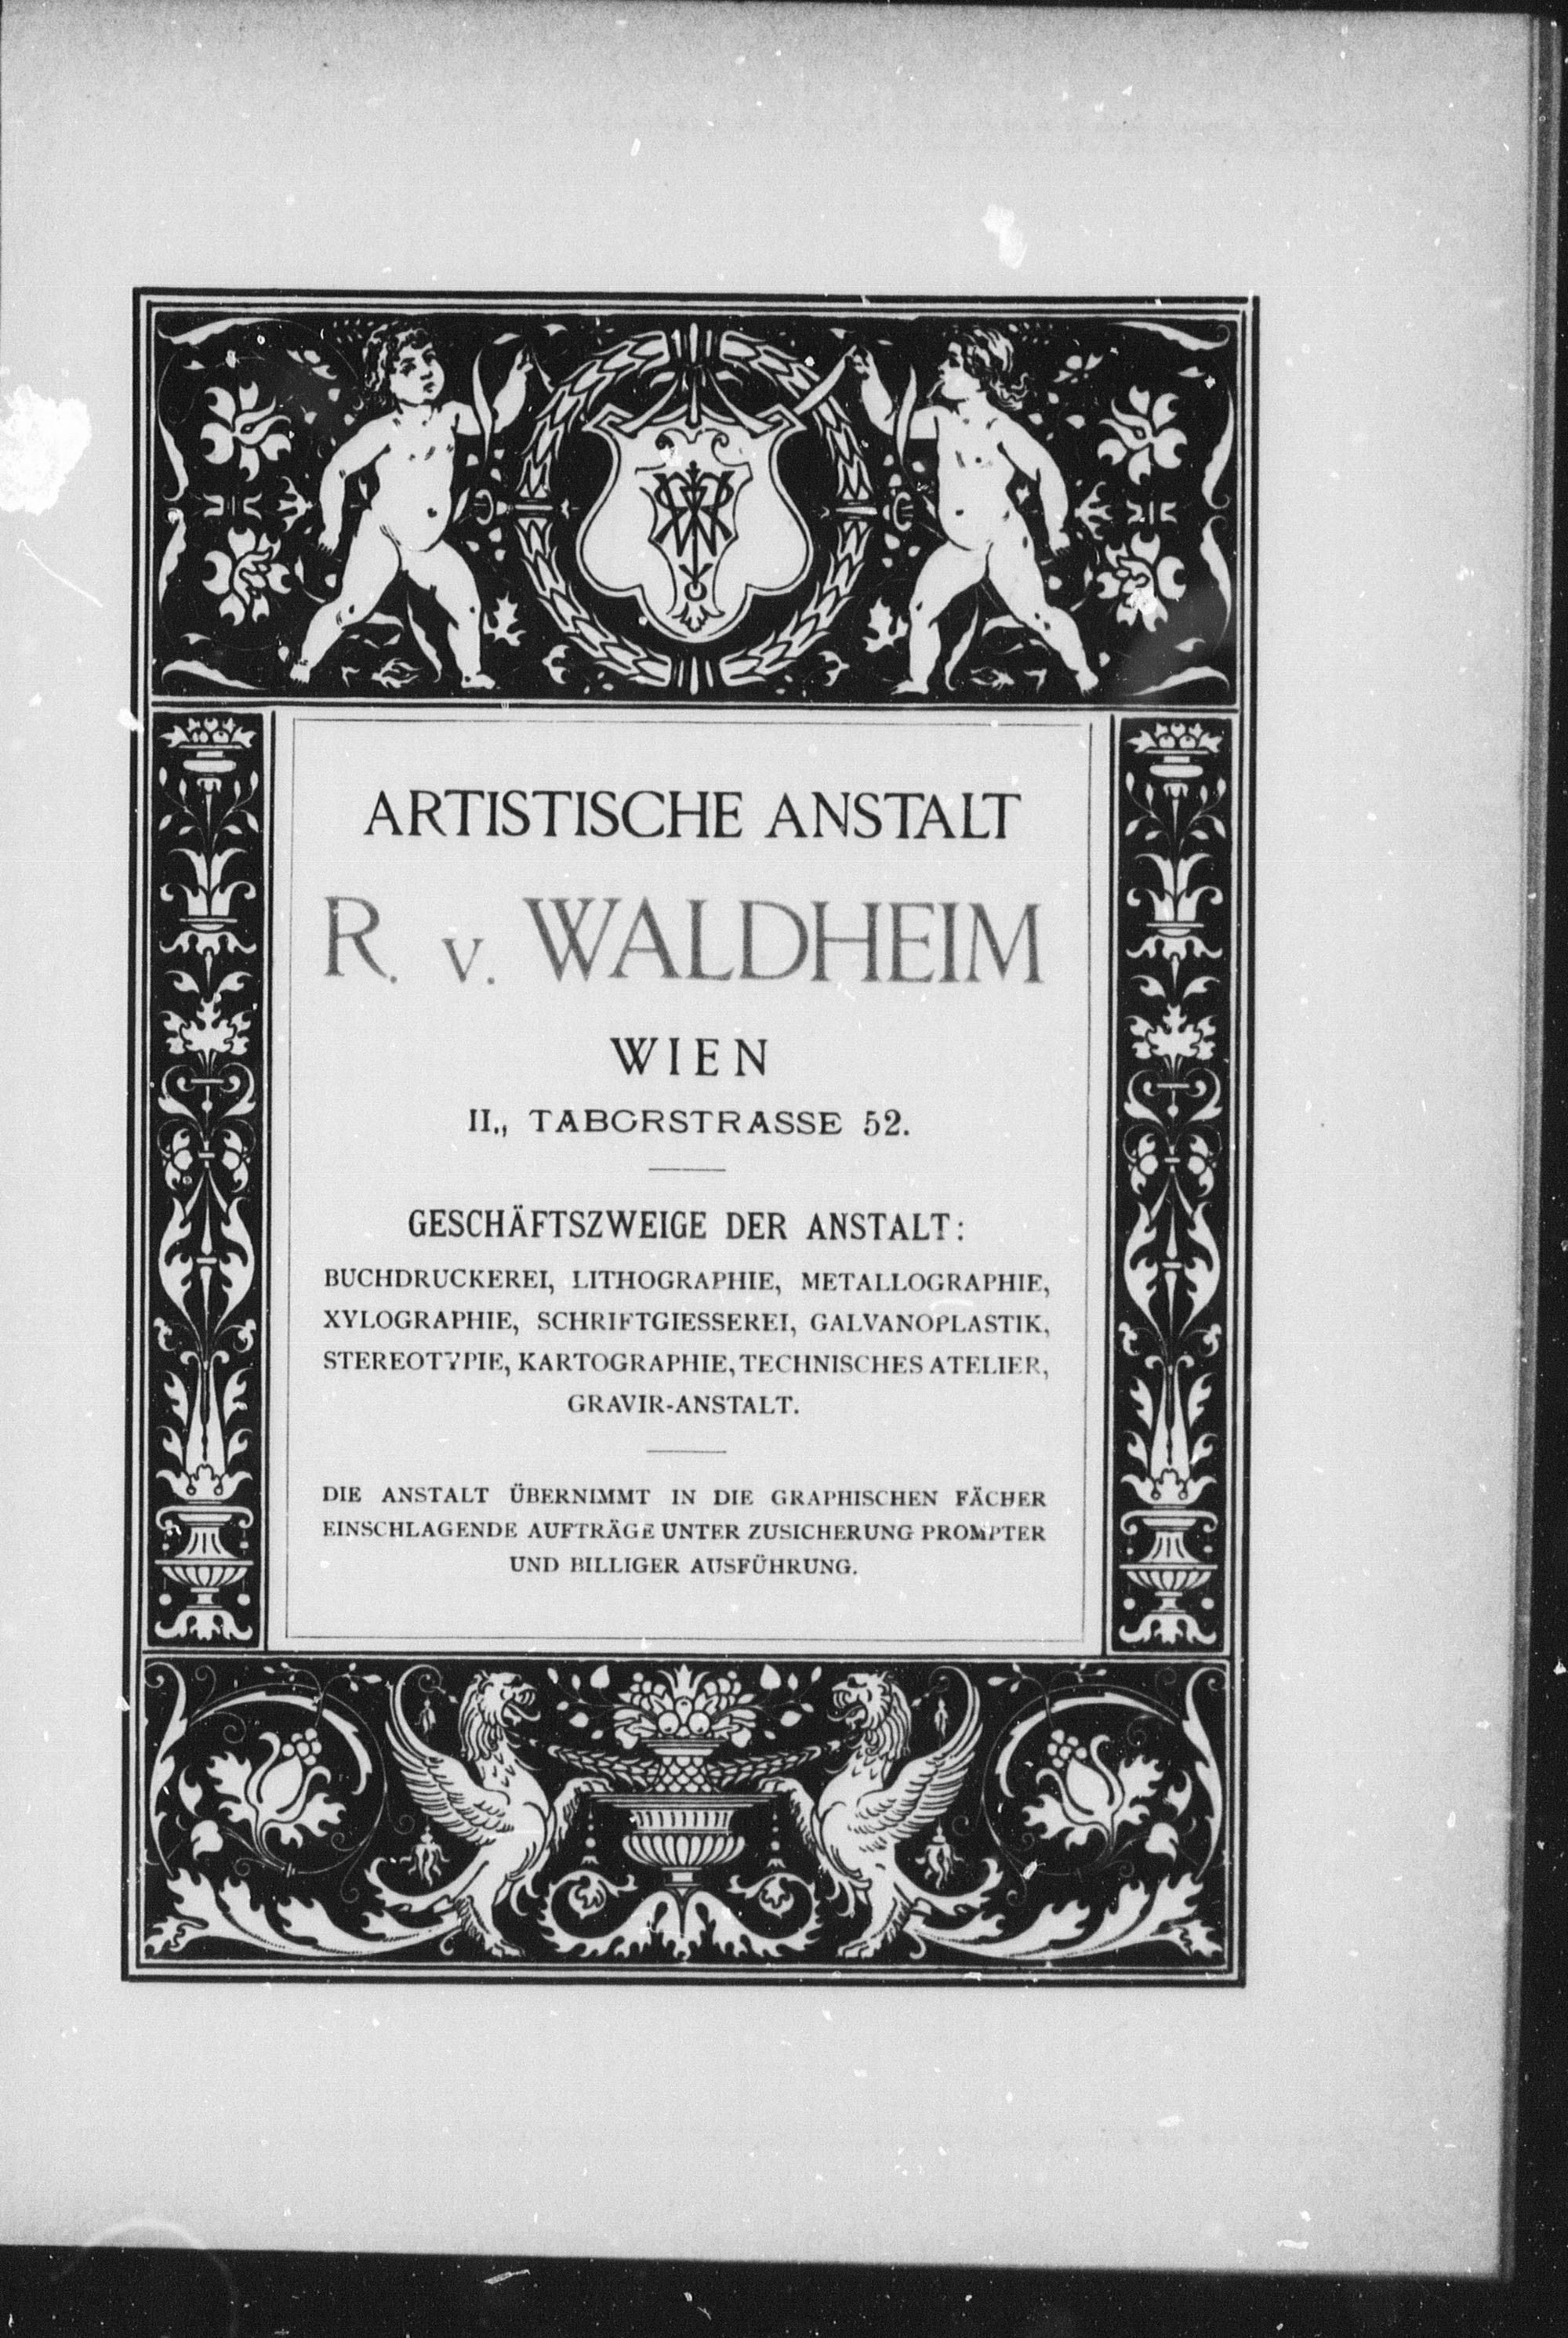 ARTISTISCHE ANSTALT
R. v. WALDHEIM
WIEN
II., TABORSTRASSE 52.
GESCHÄFTSZWEIGE DER ANSTALT:
BUCHDRUCKEREI, LITHOGRAPHIE, METALLOGRAPHIE,
XYLOGRAPHIE, SCHRIFTGIESSEREI, GALVANOPLASTIK,
STEREOTYPIE, KARTOGRAPHIE, TECHNISCHES ATELIER,
GRAVIR-ANSTALT.
DIE ANSTALT ÜBERNIMMT IN DIE GRAPHISCHEN FÄCHER
EINSCHLAGENDE AUFTRÄGE UNTER ZUSICHERUNG PROMPTER
UND BILLIGER AUSFÜHRUNG.